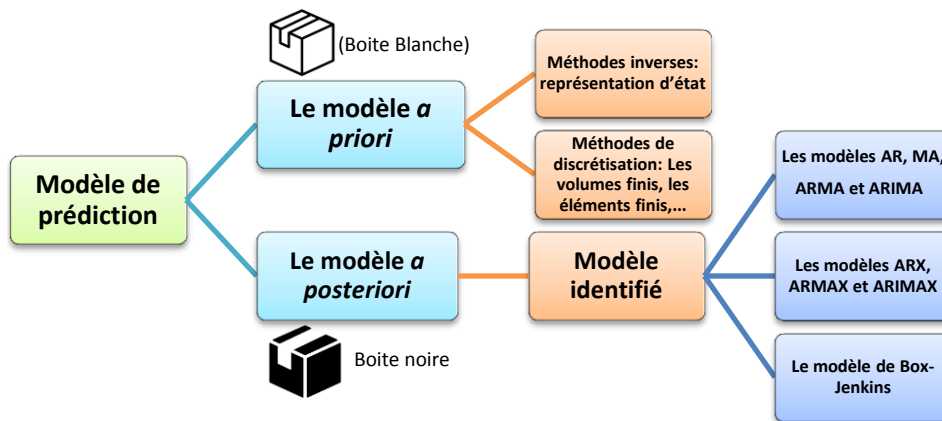 (Boite Blanche)
Le modèle a
priori
Méthodes inverses:
représentation d'état
Méthodes de
discrétisation: Les
volumes finis, les
éléments finis,...
Modèle de
prédiction
Le modèle a
posteriori
Boite noire
Modèle
identifié
Les modèles AR, MA,
ARMA et ARIMA
Les modèles ARX,
ARMAX et ARIMAX
Le modèle de Box-
Jenkins